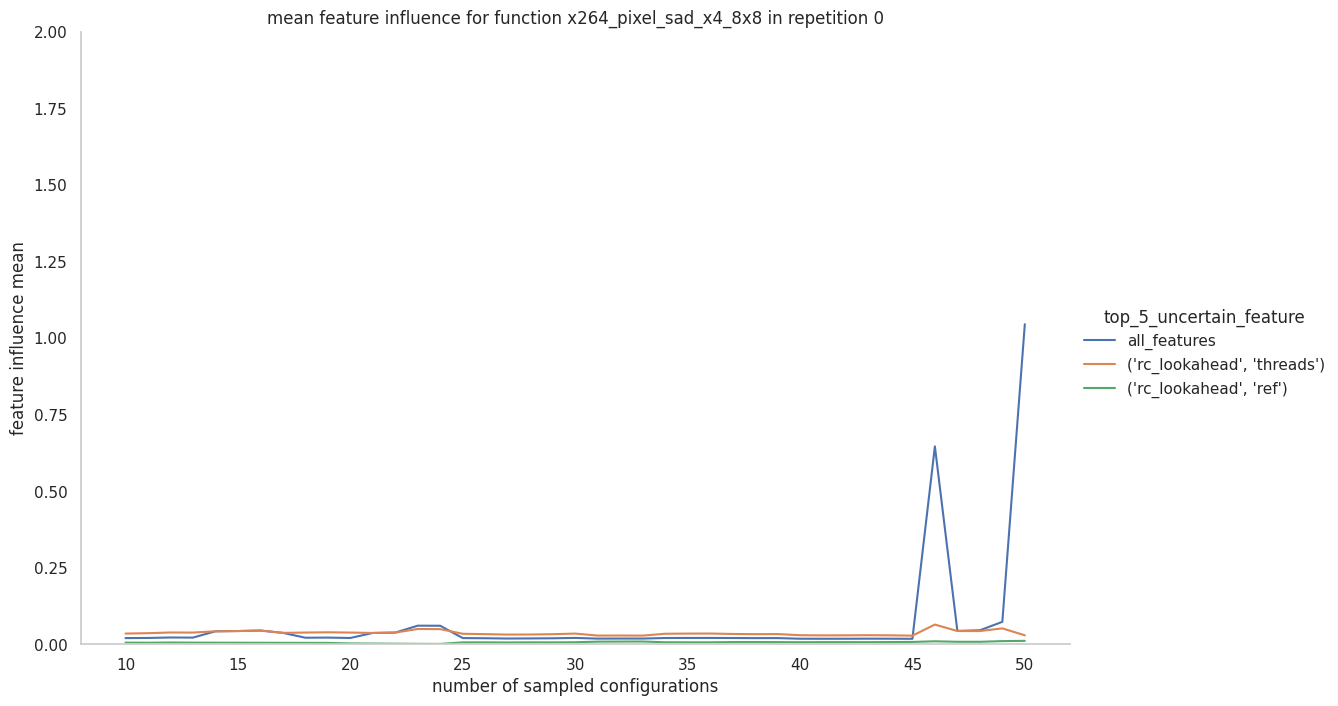 mean feature influence for function x264_pixel_sad_x4_8x8 in repetition 0
2.00
1.75
1.50
1.25
1.00
0.75
0.50
0.25
0.00
feature influence mean
10 15 20 25 30 35 40 45 50
number of sampled configurations
top_5_uncertain_feature
all_features
('rc_lookahead', 'threads')
('rc_lookahead', 'ref')